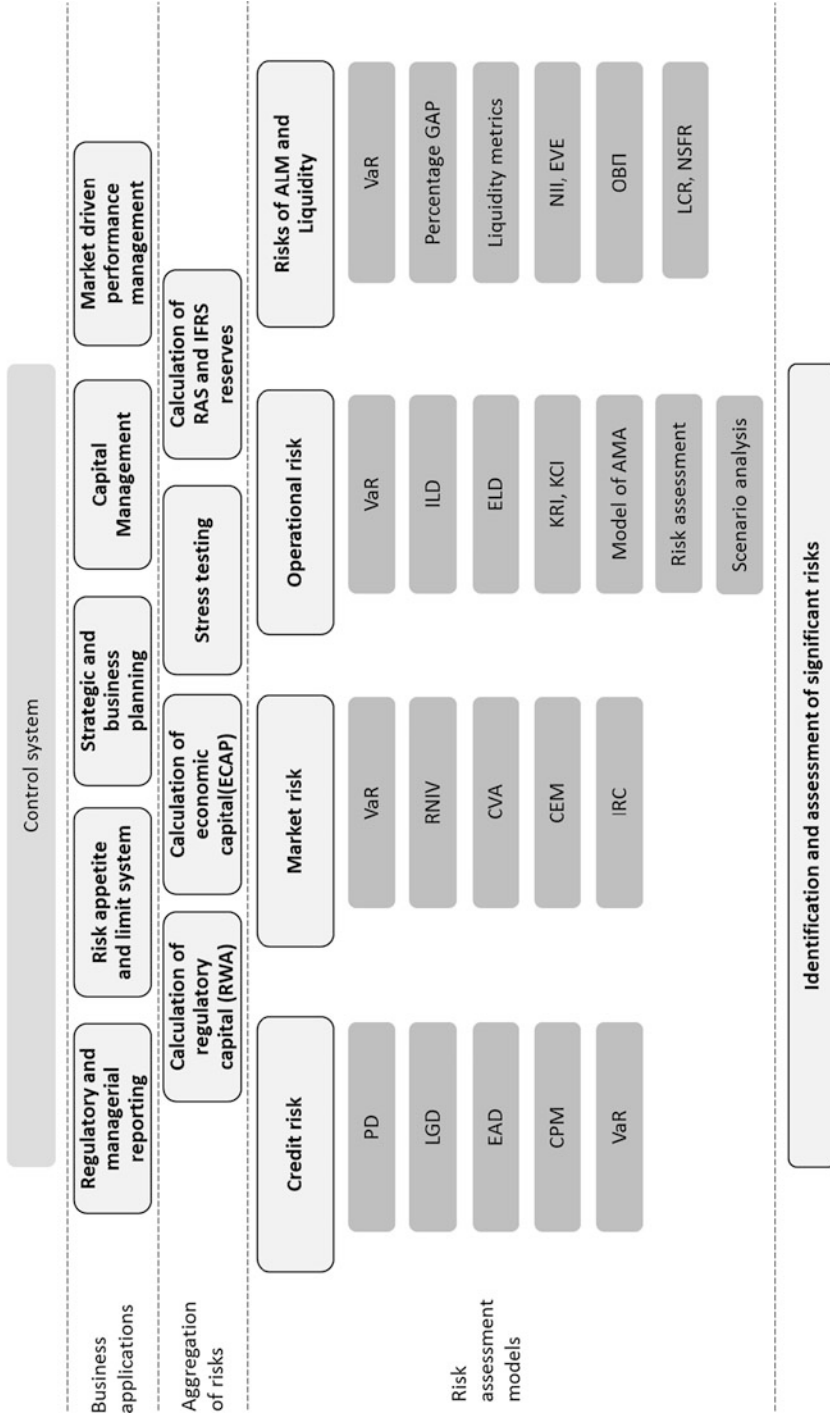 Control system
Business
applications
Regulatory and
managerial
reporting
Risk appetite
and limit system
Strategic and
business
planning
Capital
Management
Market driven
performance
management
Aggregation
of risks
Calculation of
regulatory
capital (RWA)
Calculation of
economic
capital(ECAP)
Stress testing
Calculation of
RAS and IFRS
reserves
Risk
assessment
models
Credit risk
PD
LGD
EAD
CPM
VaR
Market risk
VaR
RNIV
CVA
CEM
IRC
Operational risk
VaR
ILD
ELD
KRI, KCI
Model of AMA
Risk assessment
Scenario analysis
Risks of ALM and
Liquidity
VaR
Percentage GAP
Liquidity metrics
NII, EVE
ОВП
LCR, NSFR
Identification and assessment of significant risks